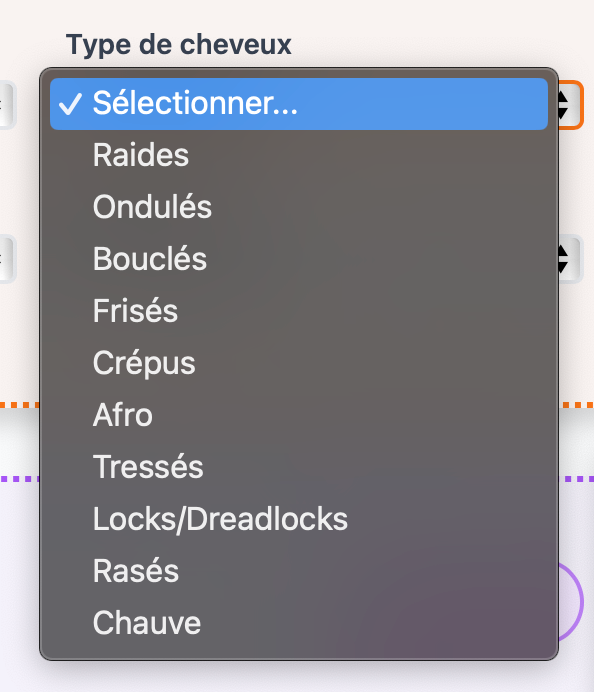 Type de cheveux
✓ Sélectionner...
Raides
Ondulés
Bouclés
Frisés
Crépus
Afro
Tressés
Locks/Dreadlocks
Rasés
Chauve